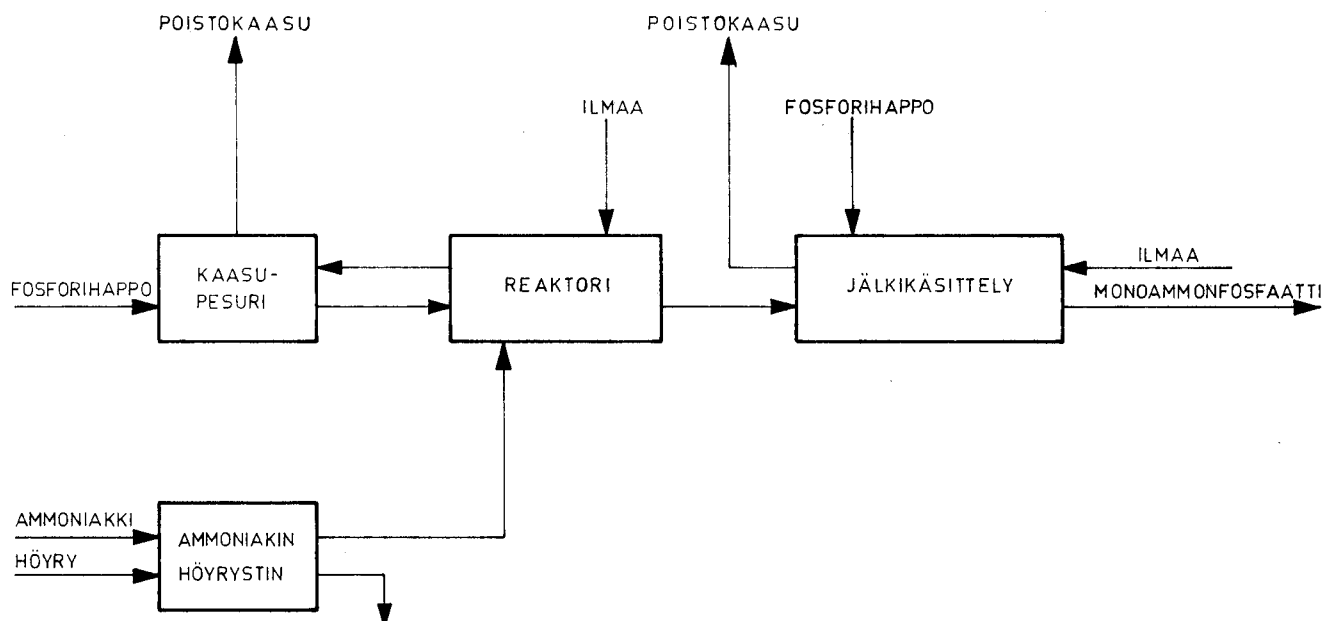 POISTOKAASU
POISTOKAASU
ILMAA
FOSFORIHAPPO
KAASU-
PESURI
REAKTORI
JÄLKIKÄSITTELY
ILMAA
FOSFORIHAPPO
MONOAMMONFOSFAATTI
AMMONIAKKI
HÖYRY
AMMONIAKIN
HÖYRYSTIN